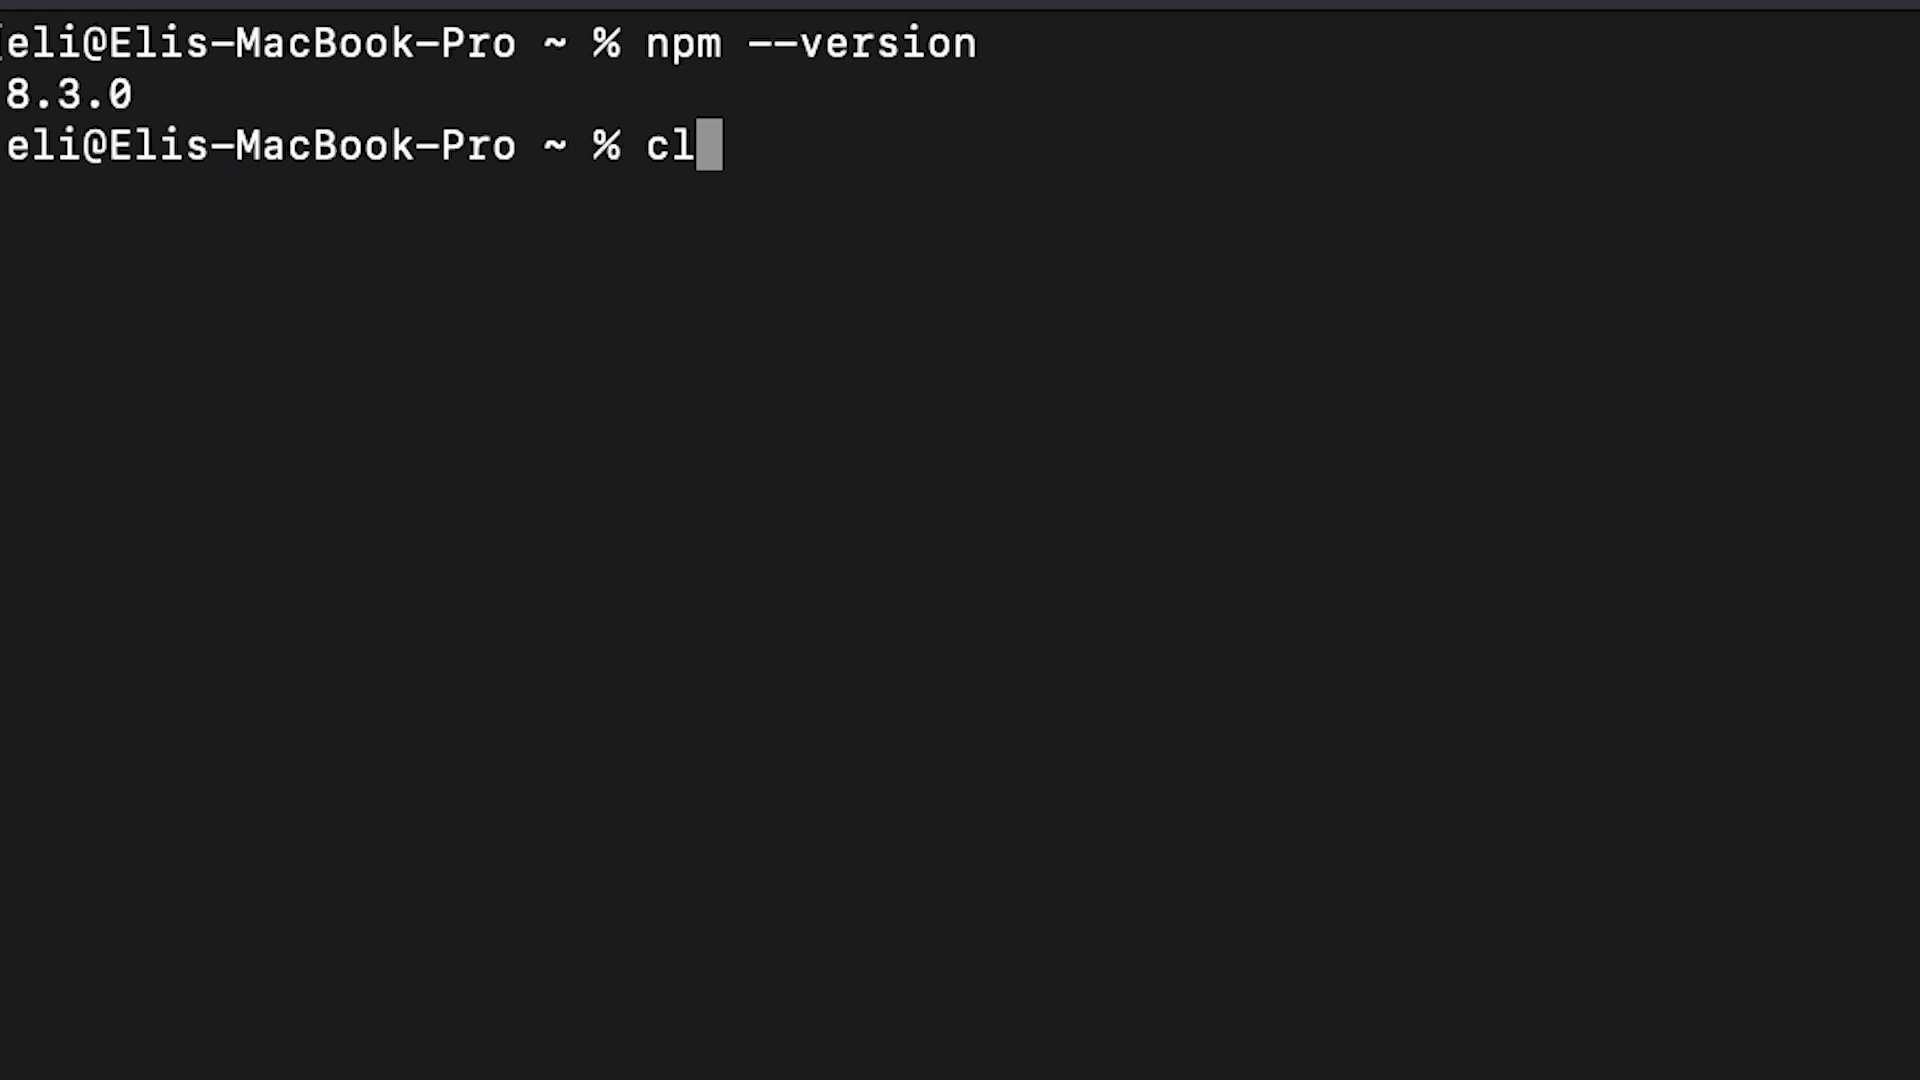 eli@Elis-MacBook-Pro ~ % npm --version
8.3.0
eli@Elis-MacBook-Pro ~ % cl